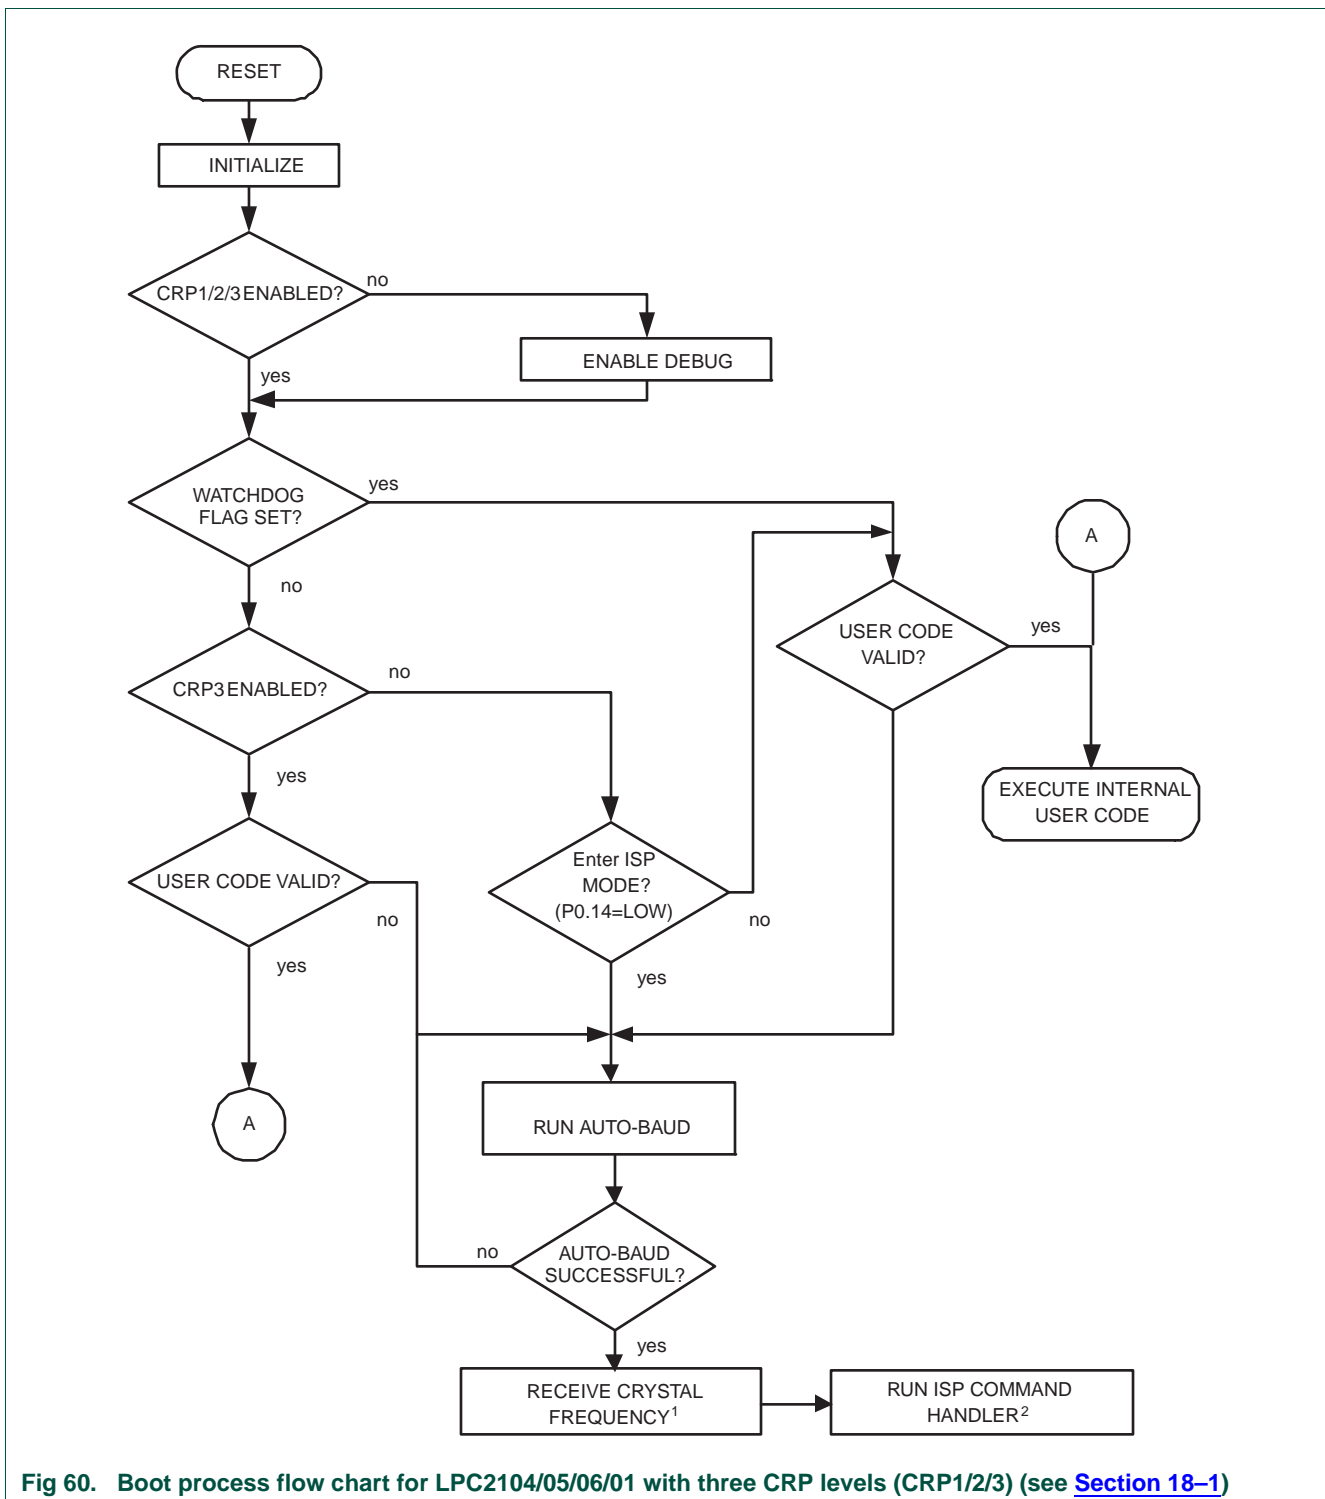 RESET
INITIALIZE
CRP1/2/3 ENABLED?
no
ENABLE DEBUG
yes
WATCHDOG
FLAG SET?
yes
no
A
USER CODE
VALID?
yes
CRP3 ENABLED?
no
yes
EXECUTE INTERNAL
USER CODE
USER CODE VALID?
no
yes
Enter ISP
MODE?
(P0.14=LOW)
no
yes
A
RUN AUTO-BAUD
AUTO-BAUD
SUCCESSFUL?
no
yes
RECEIVE CRYSTAL
FREQUENCY1
RUN ISP COMMAND
HANDLER2
Fig 60. Boot process flow chart for LPC2104/05/06/01 with three CRP levels (CRP1/2/3) (see Section 18–1)